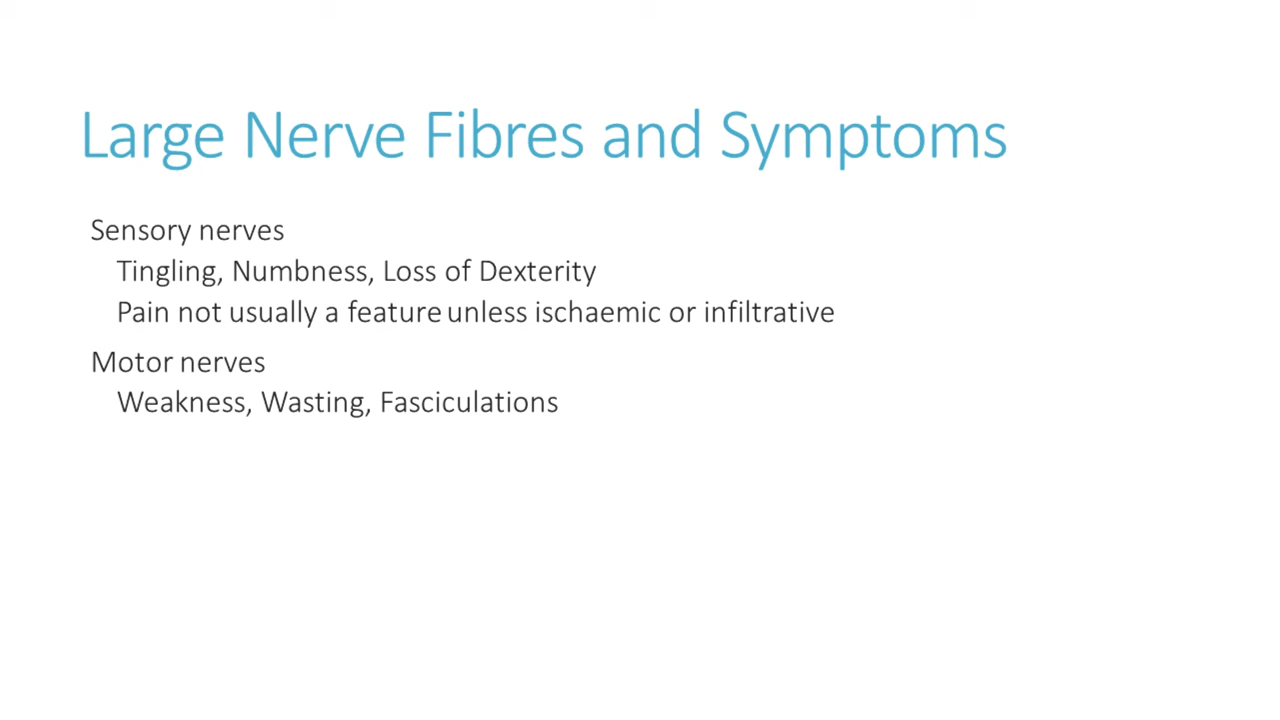 Large Nerve Fibres and Symptoms
Sensory nerves
Tingling, Numbness, Loss of Dexterity
Pain not usually a feature unless ischaemic or infiltrative
Motor nerves
Weakness, Wasting, Fasciculations